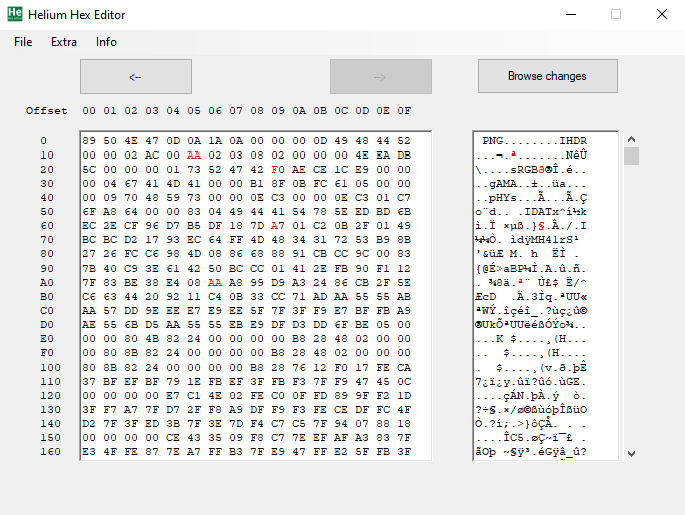 Helium Hex Editor
File Extra Info
<-- --> Browse changes
Offset 00 01 02 03 04 05 06 07 08 09 0A 0B 0C 0D 0E 0F
0 89 50 4E 47 0D 0A 1A 0A 00 00 00 0D 49 48 44 52 PNG........IHDR
10 00 00 02 AC 00 AA 02 03 08 02 00 00 00 4E EA DB ...¬.ª.......NêÛ
20 5C 00 00 00 01 73 52 47 42 F0 AE CE 1C E9 00 00 \....sRGBð®Î.é..
30 00 04 67 41 4D 41 00 00 B1 8F 0B FC 61 05 00 00 ..gAMA..±..üa...
40 00 09 70 48 59 73 00 00 0E C3 00 00 0E C3 01 C7 ..pHYs...Ã...Ã.Ç
50 6F A8 64 00 00 83 04 49 44 41 54 78 5E ED BD 6B o¨d.. .IDATx^í½k
60 EC 2E CF 96 D7 B5 DF 18 7D A7 01 C2 0B 2F 01 49 ì.Ï ×µß.}§.Â./.I
70 BC BC D2 17 93 EC 64 FF 4D 48 34 31 72 53 B9 8B ¼¼Ò. ìdÿMH41rS¹
80 27 26 FC C6 98 4D 08 86 68 88 91 CB CC 9C 00 83 '&üÆ M. h ËÌ .
90 7B 40 C9 3E 61 42 50 BC CC 01 41 2E FB 90 F1 12 {@É>aBP¼Ì.A.û.ñ.
A0 7F 83 BE 38 E4 08 AA A8 99 D9 A3 24 86 CB 2F 5E . ¾8ä.ª¨ Ù£$ Ë/^
B0 C6 63 44 20 92 11 C4 0B 33 CC 71 AD AA 55 55 AB ÆcD .Ä.3Ìq.ªUU«
C0 AA 57 DD 9E EE E7 E9 EE 5F 7F 3F F9 E7 BF FB A9 ªWÝ.îçéî_.?ùç¿û©
D0 AE 55 6B D5 AA 55 55 EB E9 DF D3 DD 6F BE 05 00 ®UkÕªUUëéßÓÝo¾..
E0 00 80 4B 82 24 00 00 00 00 B8 28 48 02 00 00 00 ...K $....¸(H...
F0 00 80 8B 82 24 00 00 00 00 B8 28 48 02 00 00 00 .. $....¸(H....
100 80 8B 82 24 00 00 00 00 B8 28 76 12 F0 17 FE CA . $....¸(v.ð.þÊ
110 37 BF EF BF 79 1E FB EF 3F FB F3 7F F9 47 45 0C 7¿ï¿y.ûï?ûó.ùGE.
120 00 00 00 00 E7 C1 4E 02 FE C0 0F FD 89 9F F2 1D ....çÁN.þÀ.ý ò.
130 3F F7 A7 7F D7 2F F8 A9 DF F9 F3 FE CE DF FC 4F ?÷§.×/ø©ßùóþÎßüO
140 D2 7F 3F ED 3B 7F 3E 7D F4 C7 C5 7F 94 07 88 18 Ò.?í;.>}ôÇÅ. . .
150 00 00 00 00 CE 43 35 09 F8 C7 7E EF AF A3 83 7F ....ÎC5.øÇ~ï¯£ .
160 E3 4F FE 87 7E A7 FF B3 7F E9 47 FF E2 5F FB 3F ãOþ ~§ÿ³.éGÿâ_û?